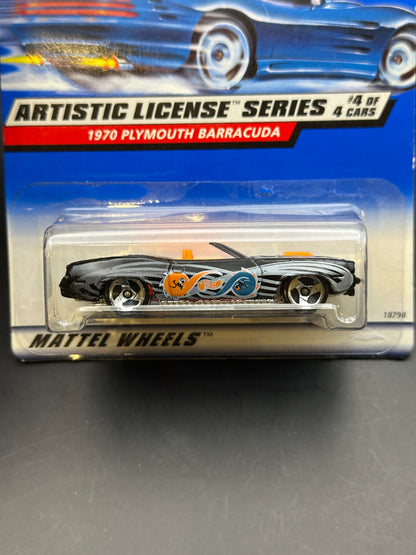 ARTISTIC LICENSE™ SERIES #4 OF
4 CARS
1970 PLYMOUTH BARRACUDA
MATTEL WHEELS™
18798